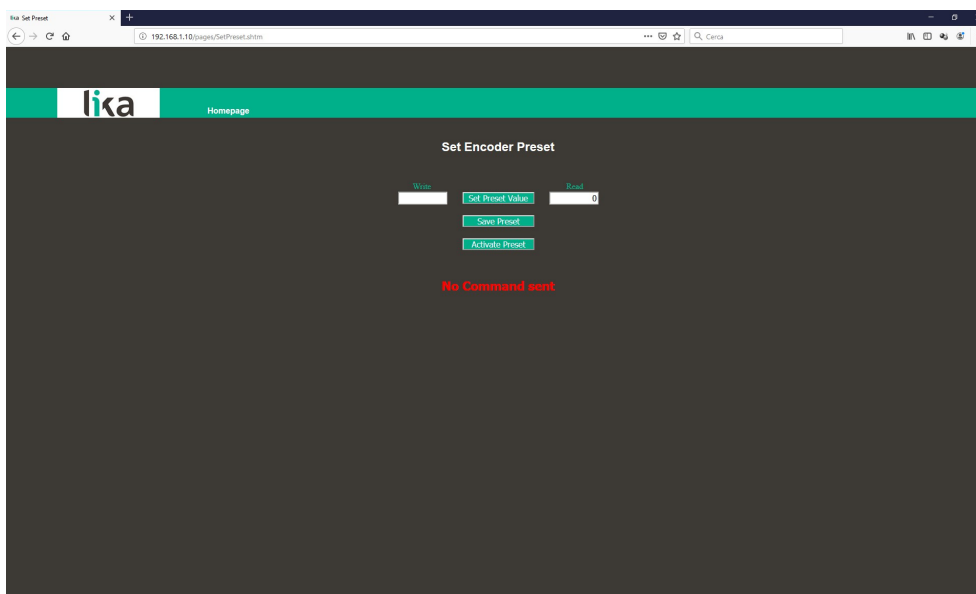 lika Set Preset
192.168.1.10/pages/SetPreset.shtm
Cerca
lika
Homepage
Set Encoder Preset
Write
Read
Set Preset Value
0
Save Preset
Activate Preset
No Command sent